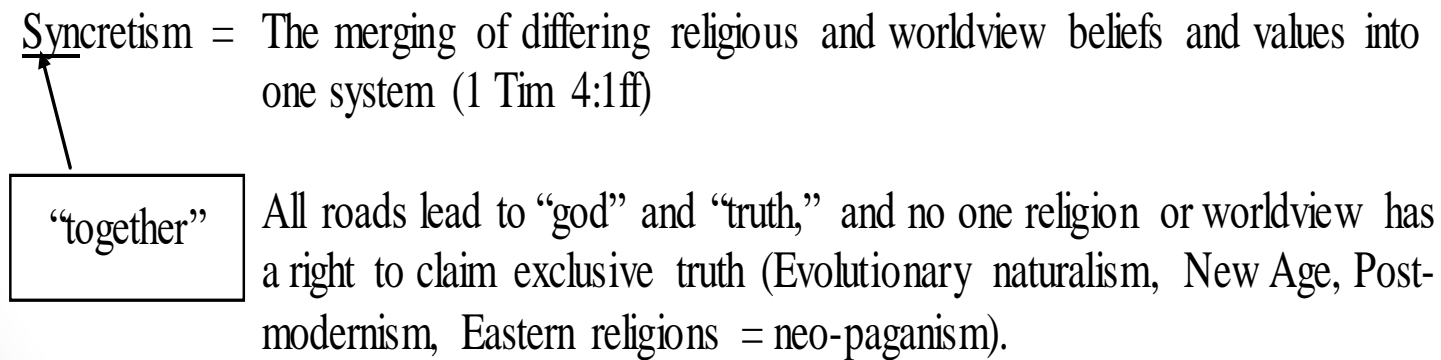 Syncretism = The merging of differing religious and worldview beliefs and values into
one system (1 Tim 4:1ff)
“together”
All roads lead to “god” and “truth,” and no one religion or worldview has
a right to claim exclusive truth (Evolutionary naturalism, New Age, Post-
modernism, Eastern religions = neo-paganism).